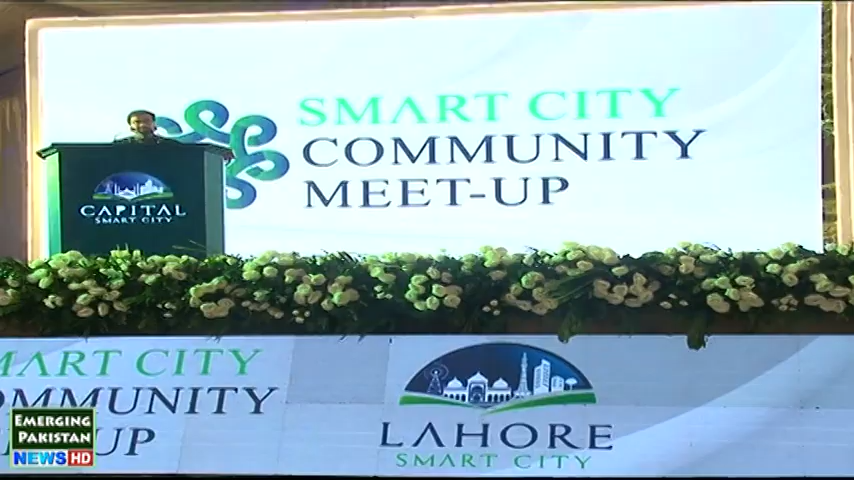 SMART CITY
COMMUNITY
MEET-UP
CAPITAL
SMART CITY
MART CITY
OMMUNITY
UP
LAHORE
SMART CITY
EMERGING
PAKISTAN
NEWS HD